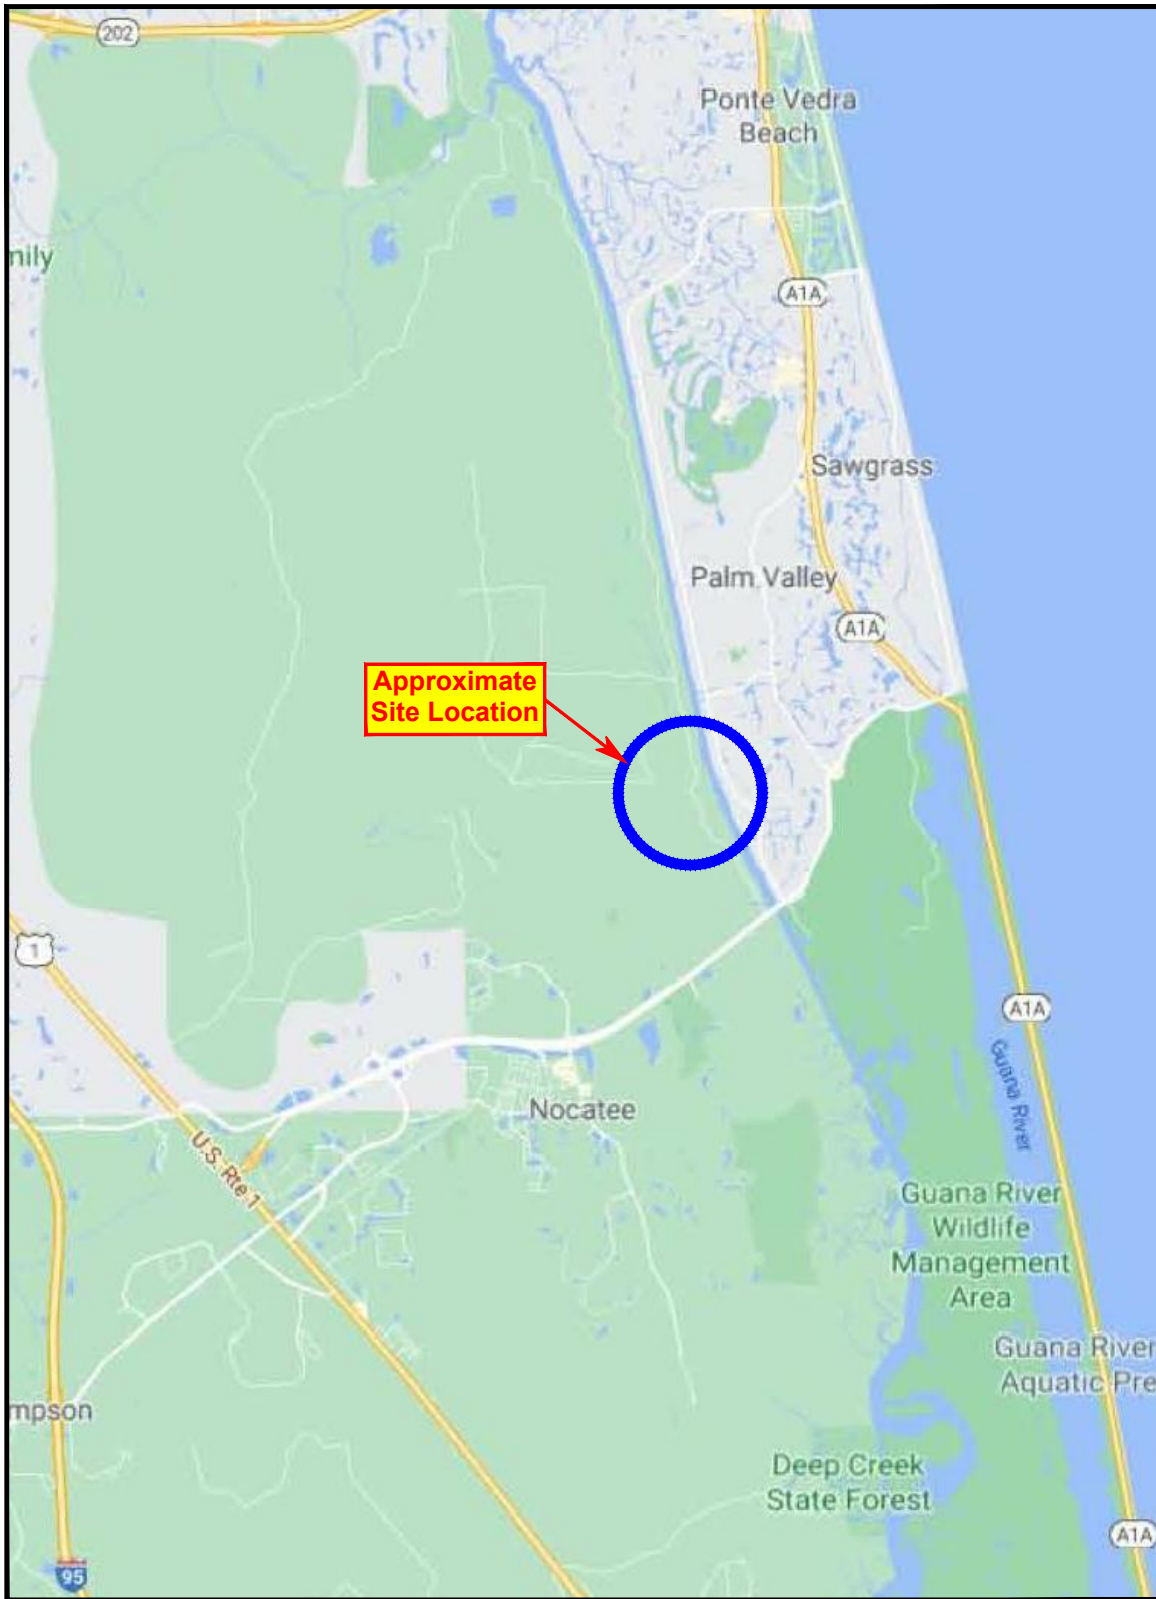 202
Ponte Vedra
Beach
nily
A1A
Sawgrass
Palm Valley
A1A
Approximate
Site Location
1
A1A
Guana River
Nocatee
U.S. Rte 1
Guana River
Wildlife
Management
Area
Guana River
Aquatic Pre
mpson
Deep Creek
State Forest
A1A
95